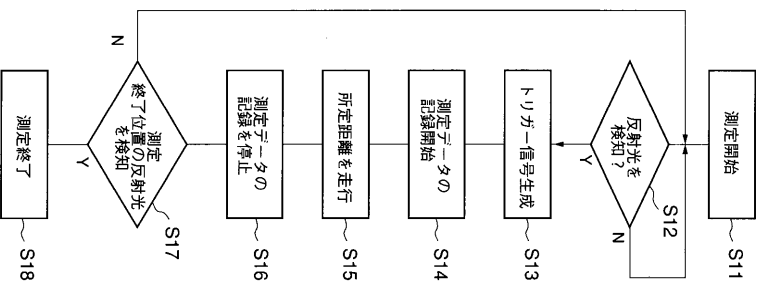 測定開始
S11
反射光を
検知?
S12
N
Y
トリガー信号生成
S13
測定データの
記録開始
S14
所定距離を走行
S15
測定データの
記録を停止
S16
測定
終了位置の反射光
を検知
S17
N
Y
測定終了
S18